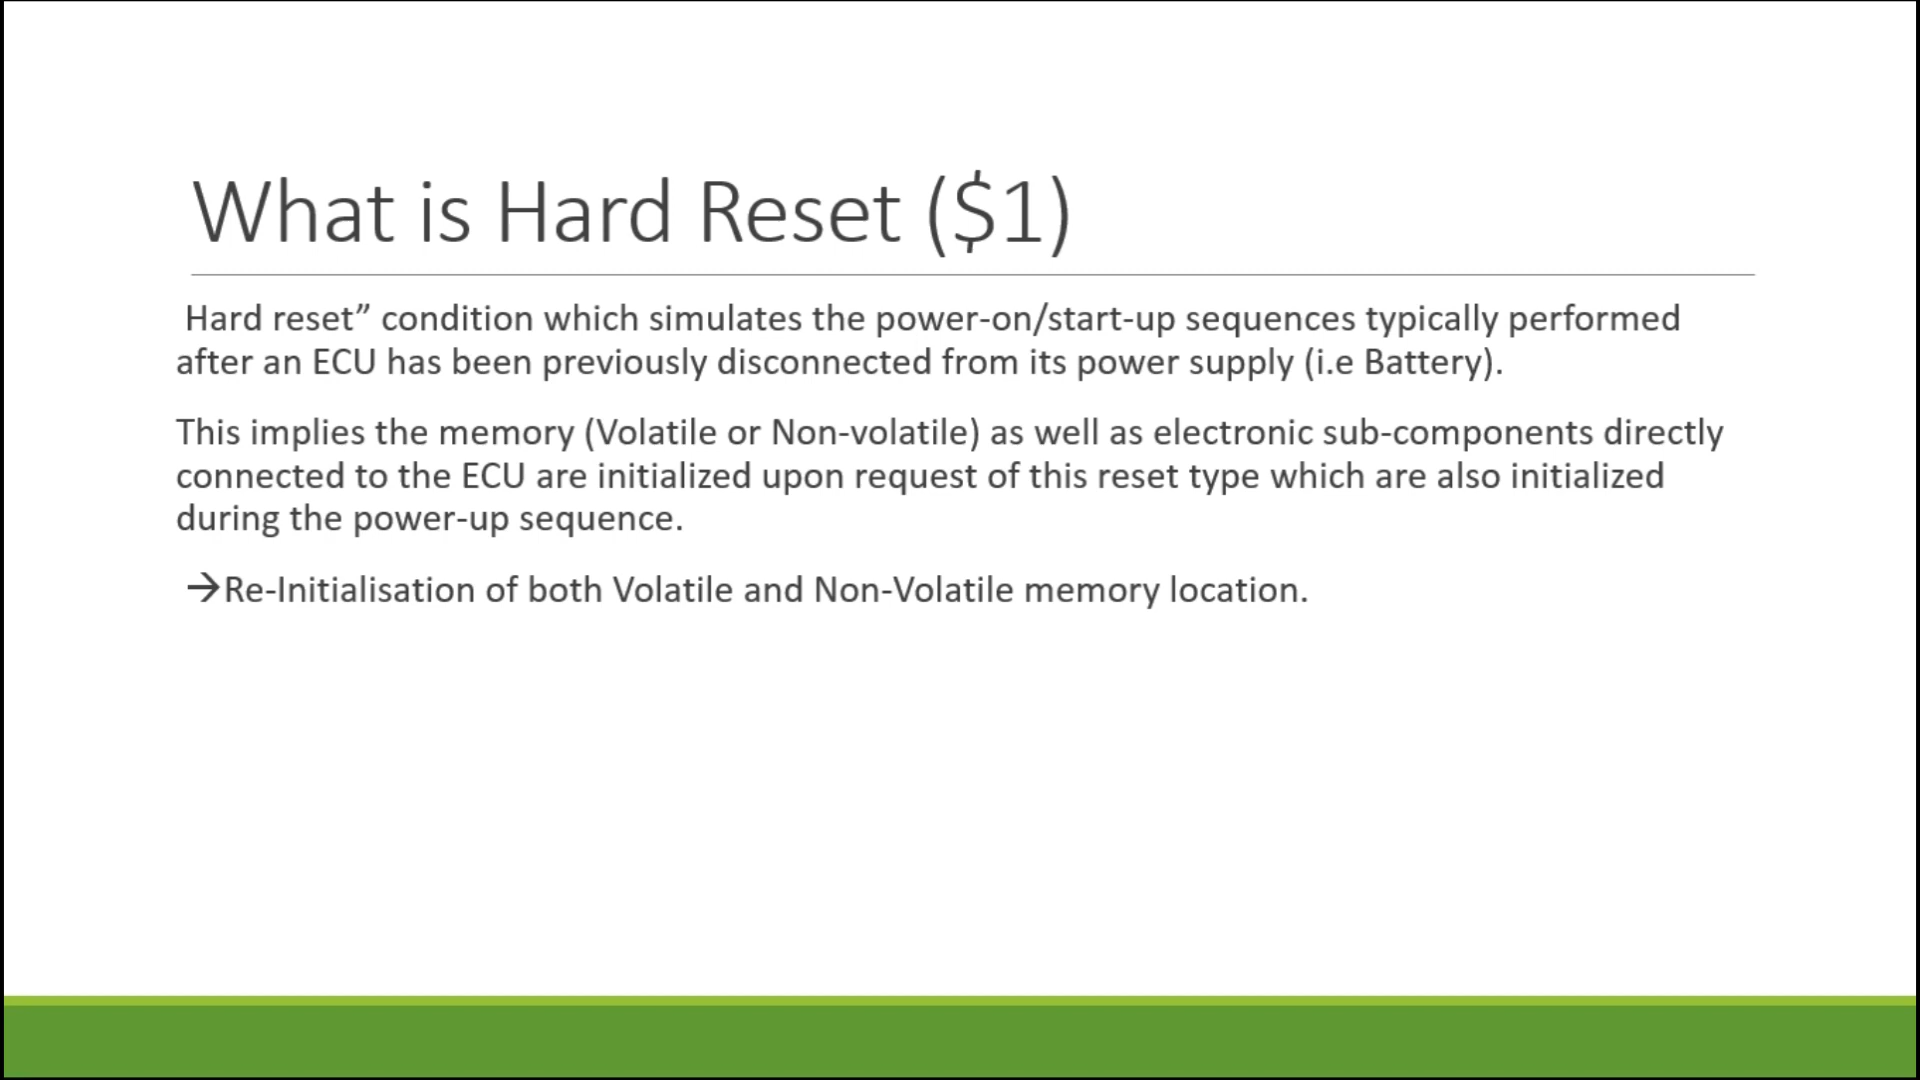 What is Hard Reset ($1)
Hard reset” condition which simulates the power-on/start-up sequences typically performed
after an ECU has been previously disconnected from its power supply (i.e Battery).
This implies the memory (Volatile or Non-volatile) as well as electronic sub-components directly
connected to the ECU are initialized upon request of this reset type which are also initialized
during the power-up sequence.
→Re-Initialisation of both Volatile and Non-Volatile memory location.